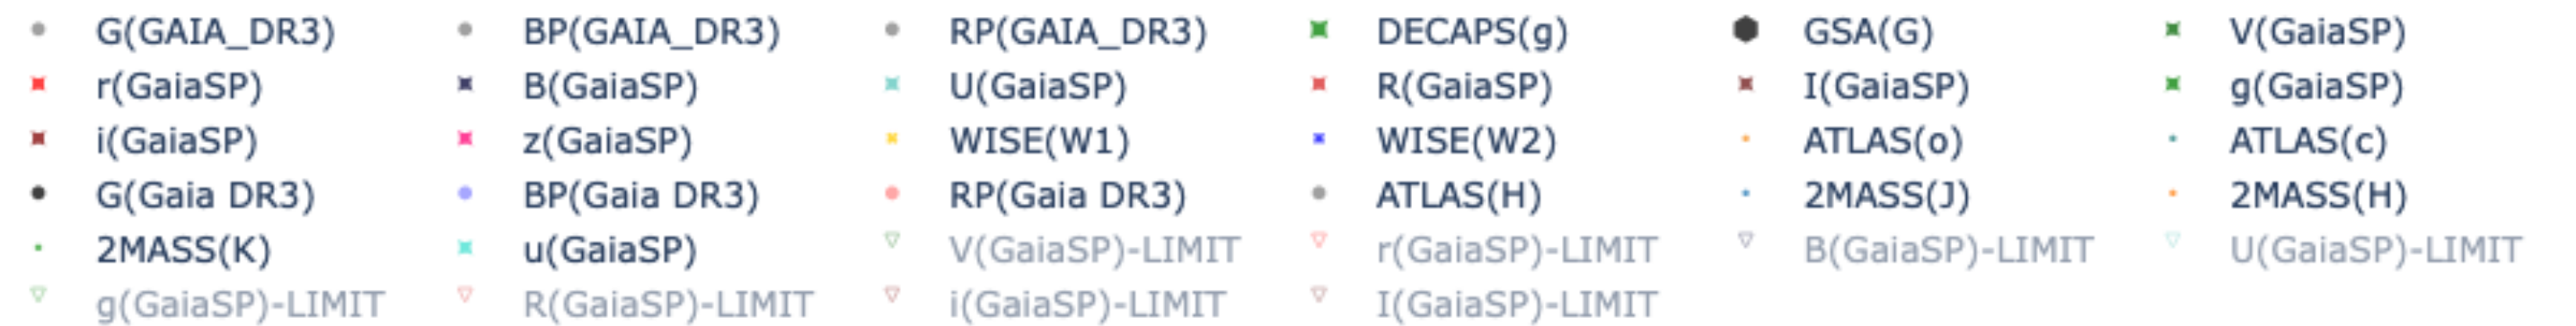 G(GAIA_DR3) BP(GAIA_DR3) RP(GAIA_DR3) DECAPS(g) GSA(G) V(GaiaSP)
r(GaiaSP) B(GaiaSP) U(GaiaSP) R(GaiaSP) I(GaiaSP) g(GaiaSP)
i(GaiaSP) z(GaiaSP) WISE(W1) WISE(W2) ATLAS(o) ATLAS(c)
G(Gaia DR3) BP(Gaia DR3) RP(Gaia DR3) ATLAS(H) 2MASS(J) 2MASS(H)
2MASS(K) u(GaiaSP) V(GaiaSP)-LIMIT r(GaiaSP)-LIMIT B(GaiaSP)-LIMIT U(GaiaSP)-LIMIT
g(GaiaSP)-LIMIT R(GaiaSP)-LIMIT i(GaiaSP)-LIMIT I(GaiaSP)-LIMIT